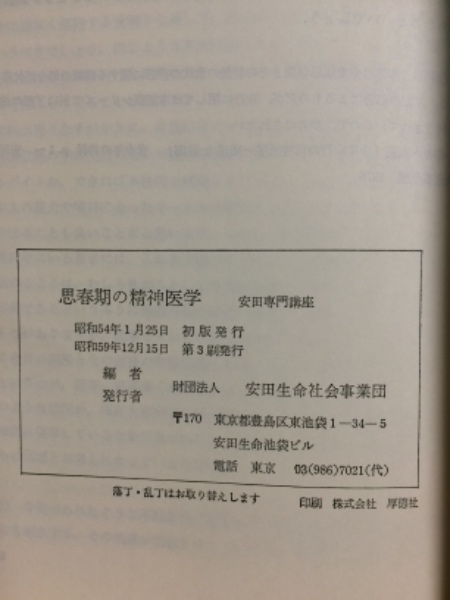 思春期の精神医学 安田専門講座
昭和54年1月25日 初版発行
昭和59年12月15日 第3刷発行
編者
発行者 財団法人 安田生命社会事業団
〒170 東京都豊島区東池袋1―34―5
安田生命池袋ビル
電話 東京 03(986)7021(代)
落丁・乱丁はお取り替えします
印刷 株式会社 厚徳社